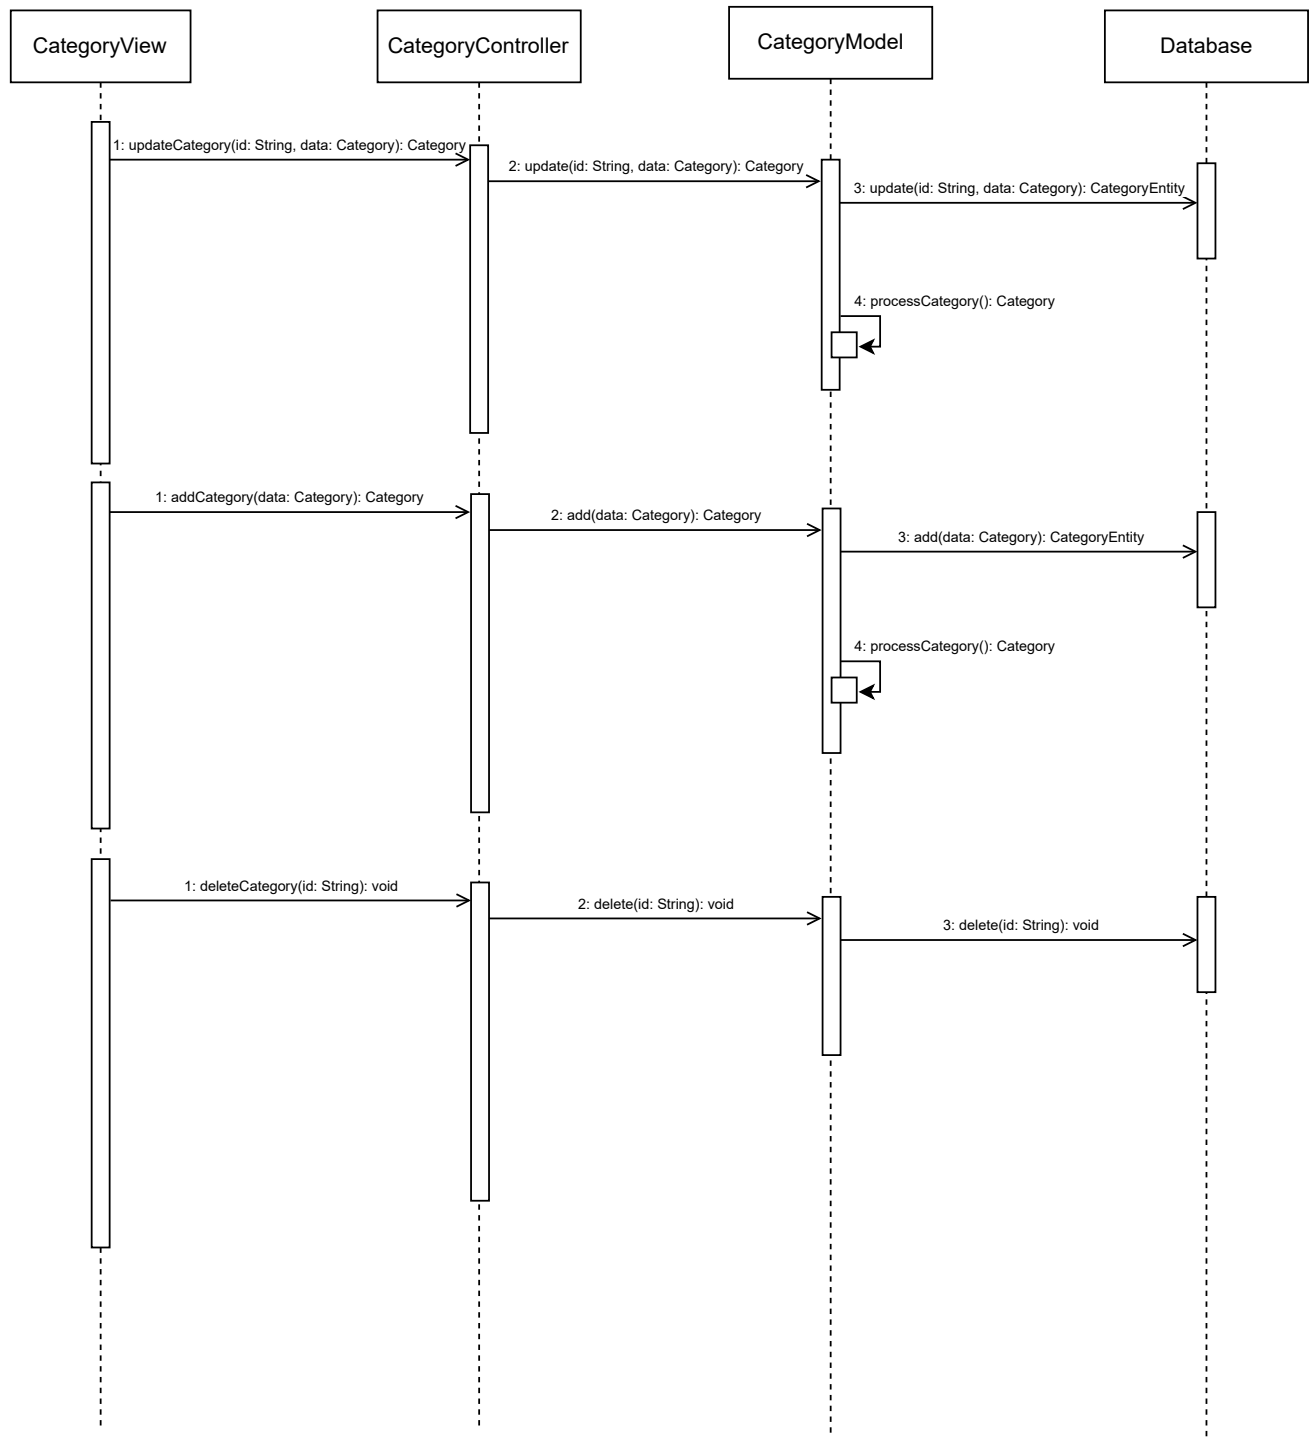 CategoryView
CategoryController
CategoryModel
Database
1: updateCategory(id: String, data: Category): Category
2: update(id: String, data: Category): Category
3: update(id: String, data: Category): CategoryEntity
4: processCategory(): Category
1: addCategory(data: Category): Category
2: add(data: Category): Category
3: add(data: Category): CategoryEntity
4: processCategory(): Category
1: deleteCategory(id: String): void
2: delete(id: String): void
3: delete(id: String): void